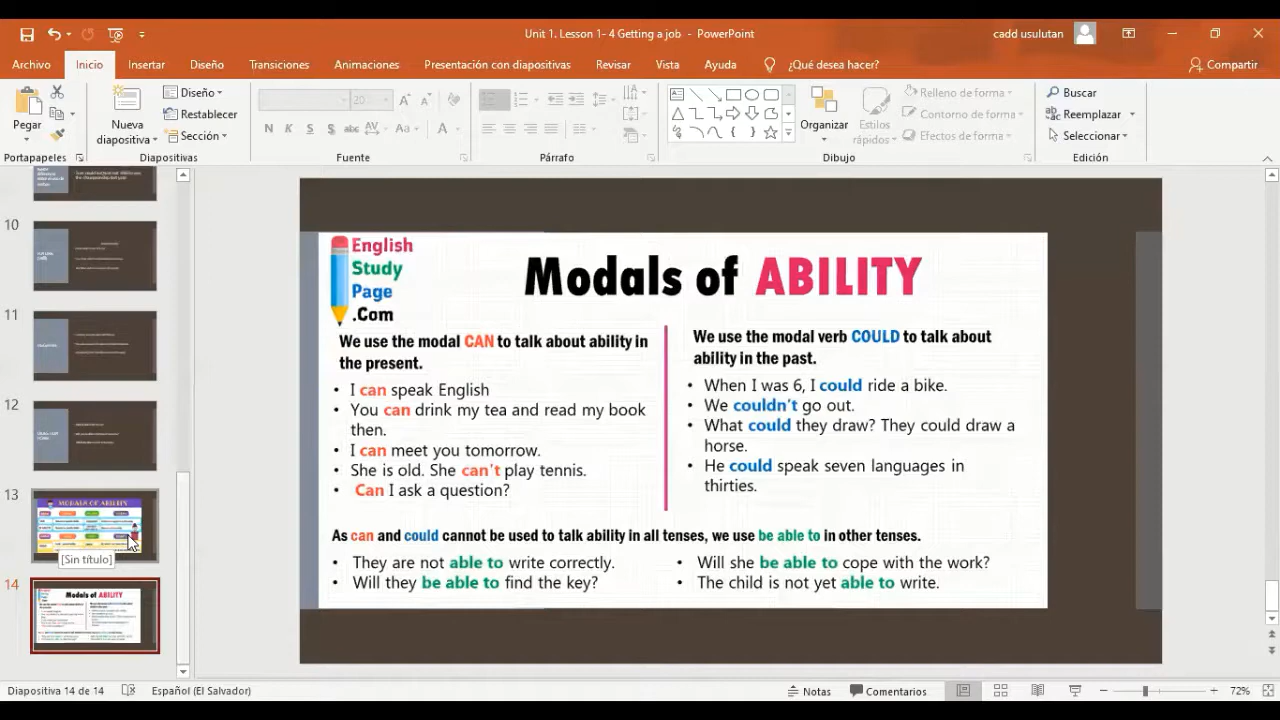 Unit 1. Lesson 1- 4 Getting a job - PowerPoint
cadd usulutan
Archivo Inicio Insertar Diseño Transiciones Animaciones Presentación con diapositivas Revisar Vista Ayuda ¿Qué desea hacer? Compartir
Pegar
Portapapeles
Nueva
diapositiva
Diseño
Restablecer
Sección
Diapositivas
20
N K S abc AV Aa A
Fuente
Párrafo
Organizar
Estilos
rápidos
Relleno de forma
Contorno de forma
Efectos de forma
Dibujo
Buscar
Reemplazar
Seleccionar
Edición
10
11
12
13
MODALS OF ABILITY
[Sin título]
14
Modals of ABILITY
English
Study
Page
.Com
Modals of ABILITY
We use the modal CAN to talk about ability in
the present.
• I can speak English
• You can drink my tea and read my book
then.
• I can meet you tomorrow.
• She is old. She can't play tennis.
• Can I ask a question?
We use the modal verb COULD to talk about
ability in the past.
• When I was 6, I could ride a bike.
• We couldn't go out.
• What could they draw? They could draw a
horse.
• He could speak seven languages in
thirties.
As can and could cannot be used to talk ability in all tenses, we use be able to in other tenses.
• They are not able to write correctly.
• Will they be able to find the key?
• Will she be able to cope with the work?
• The child is not yet able to write.
Diapositiva 14 de 14 Español (El Salvador) Notas Comentarios 72%